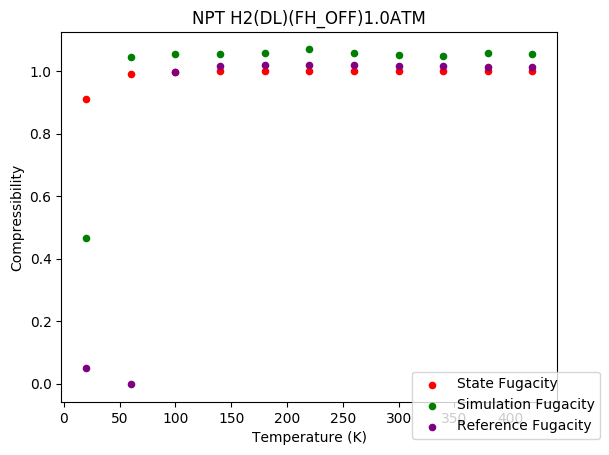 NPT H2(DL)(FH_OFF)1.0ATM
Compressibility
1.0
0.8
0.6
0.4
0.2
0.0
0 50 100 150 200 250 300 350 400
Temperature (K)
State Fugacity
Simulation Fugacity
Reference Fugacity